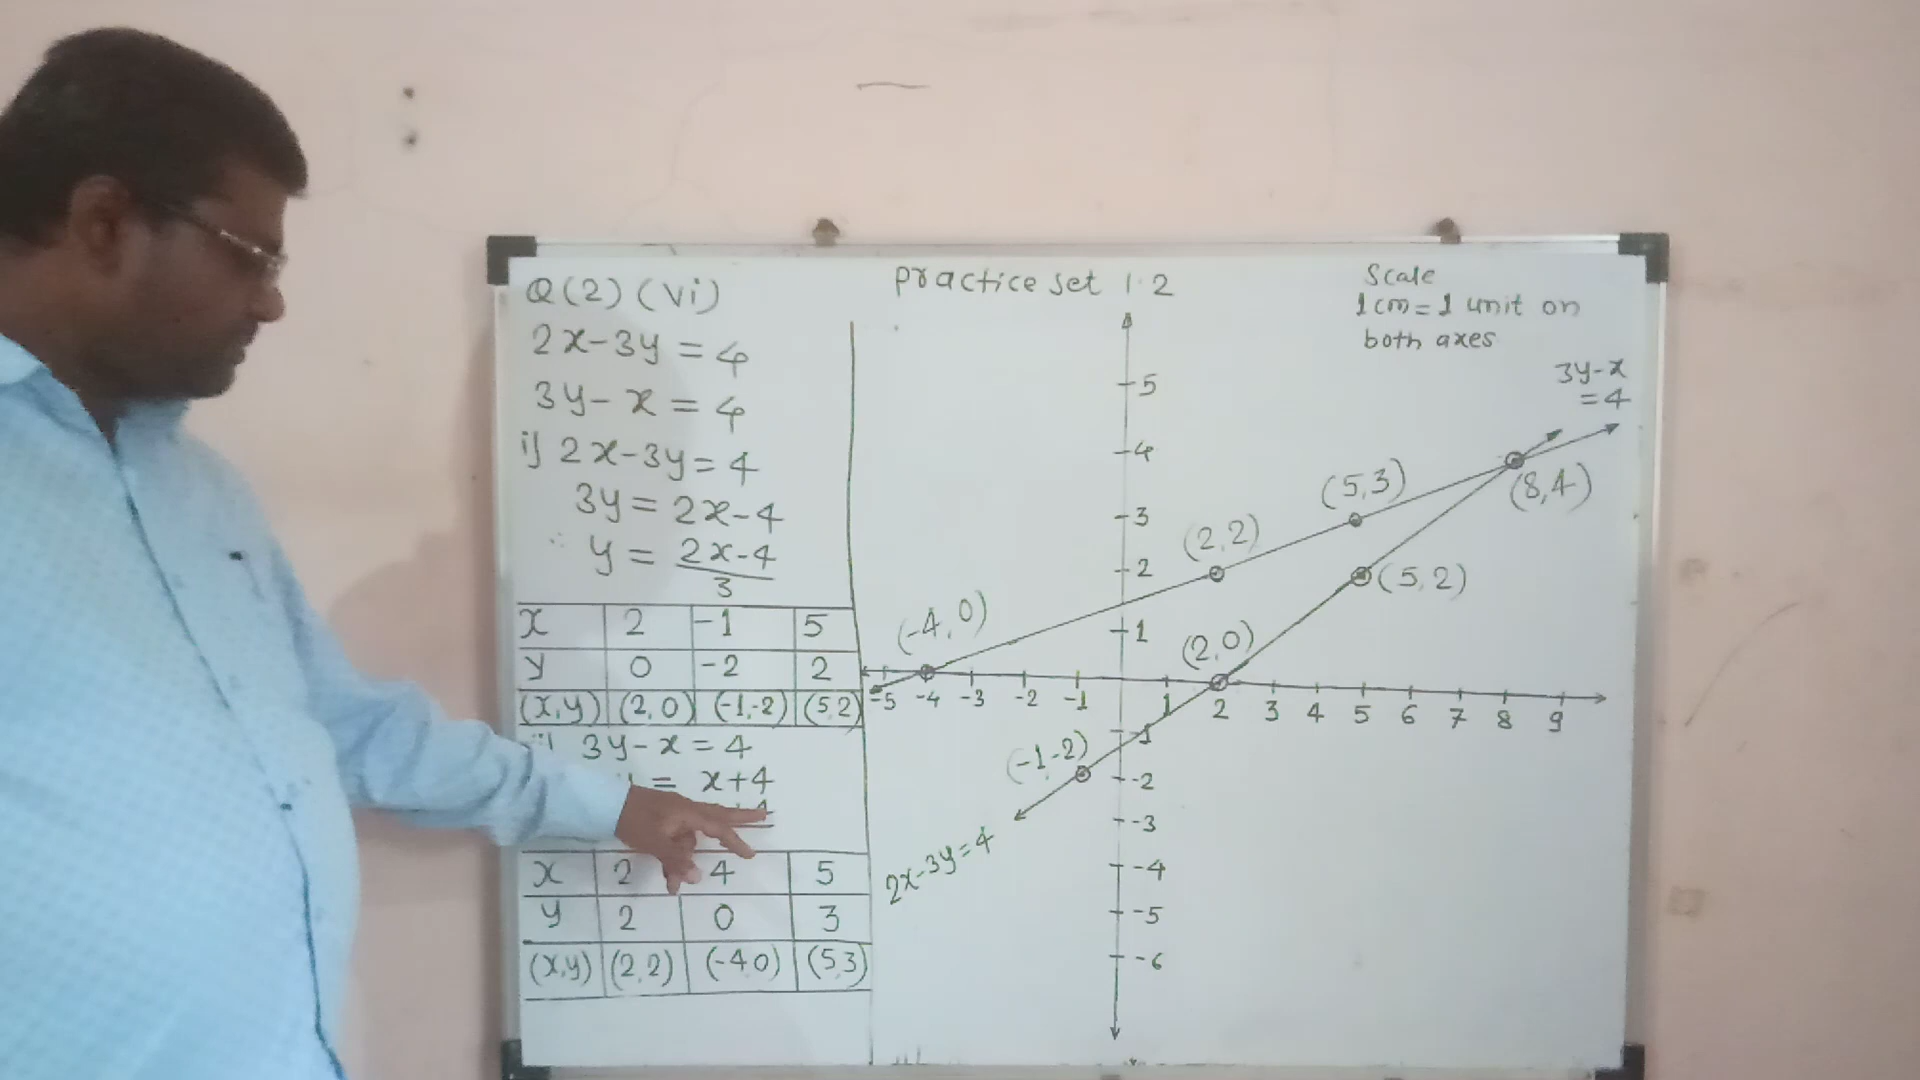 Practice set 1.2
Q(2) (vi)
2x-3y = 4
3y- x = 4
i] 2x-3y = 4
3y = 2x-4
∴ y = 2x-4
3
x 2 -1 5
y 0 -2 2
(x,y) (2,0) (-1,-2) (5,2)
3y-x = 4
= x+4
x 2 4 5
y 2 0 3
(x,y) (2,2) (-4,0) (5,3)
Scale
1cm = 1 unit on
both axes
3y-x
= 4
5
4
3
2
1
(8,4)
(5,3)
(2,2)
(5,2)
(-4,0)
(2,0)
-5 -4 -3 -2 -1 1 2 3 4 5 6 7 8 9
-1
(-1,-2)
-2
-3
-4
-5
-6
2x-3y=4